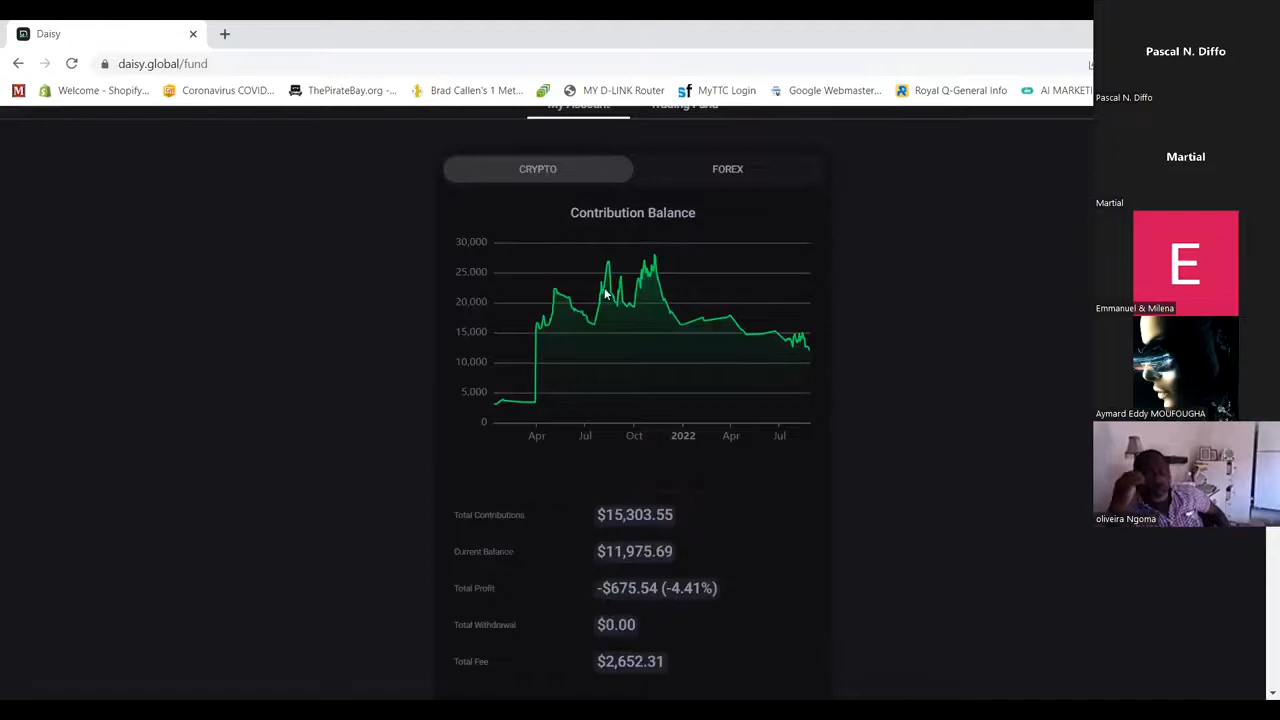 Daisy
daisy.global/fund
Welcome - Shopify...
Coronavirus COVID...
ThePirateBay.org -...
Brad Callen's 1 Met...
MY D-LINK Router
MyTTC Login
Google Webmaster...
Royal Q-General Info
AI MARKETI
My Account
Trading Fund
CRYPTO
FOREX
Contribution Balance
30,000
25,000
20,000
15,000
10,000
5,000
0
Apr
Jul
Oct
2022
Apr
Jul
Total Contributions
$15,303.55
Current Balance
$11,975.69
Total Profit
-$675.54 (-4.41%)
Total Withdrawal
$0.00
Total Fee
$2,652.31
Pascal N. Diffo
Pascal N. Diffo
Martial
Martial
E
Emmanuel & Milena
Aymard Eddy MOUFOUGHA
oliveira Ngoma